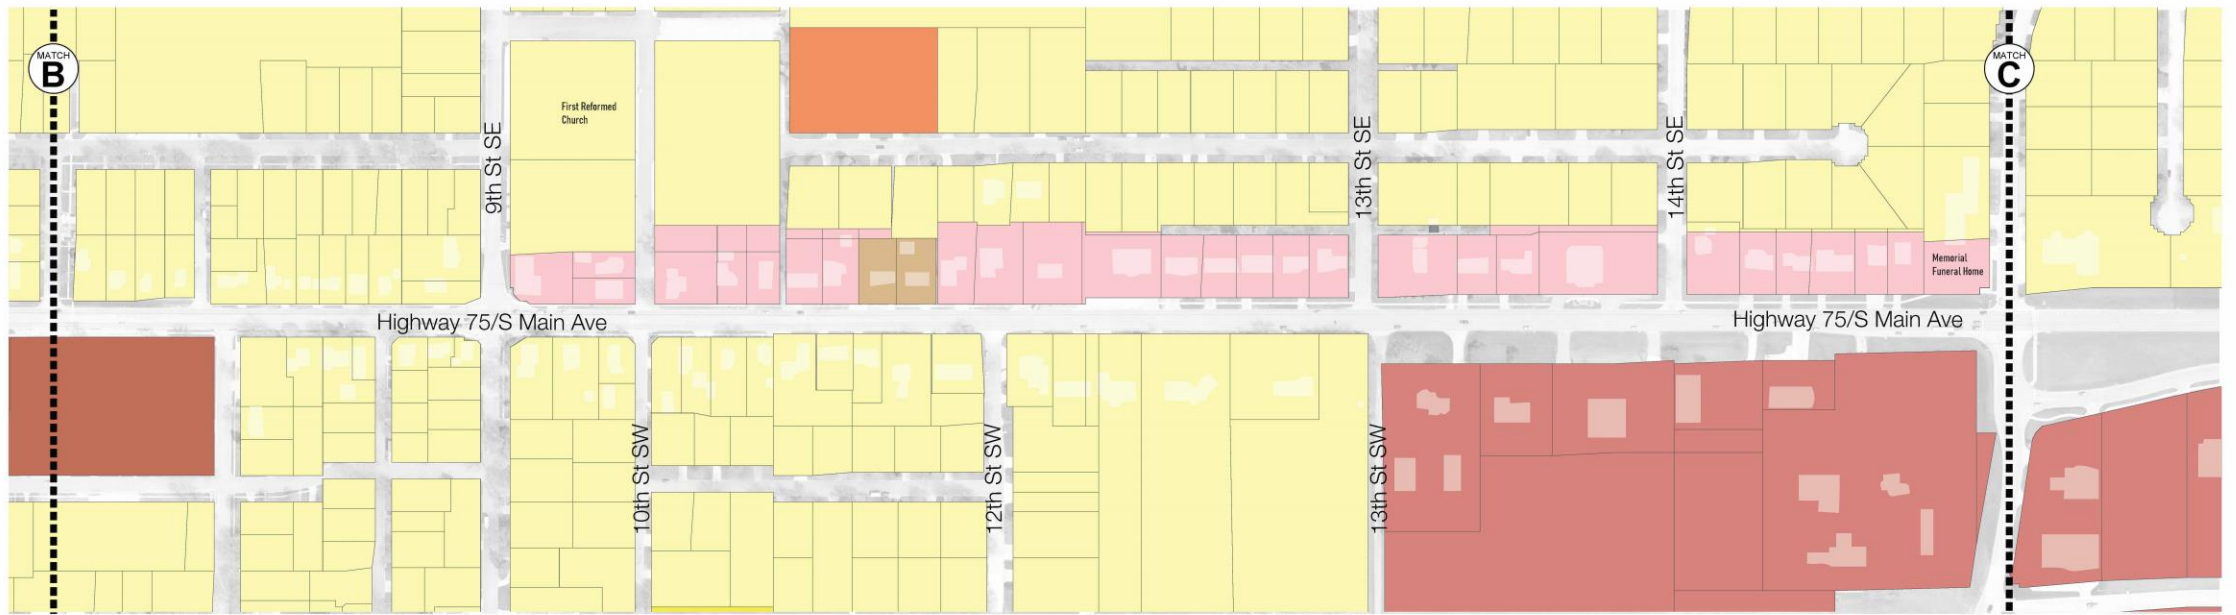 MATCH
B
MATCH
C
First Reformed
Church
9th St SE
13th St SE
14th St SE
Memorial
Funeral Home
Highway 75/S Main Ave
Highway 75/S Main Ave
10th St SW
12th St SW
13th St SW